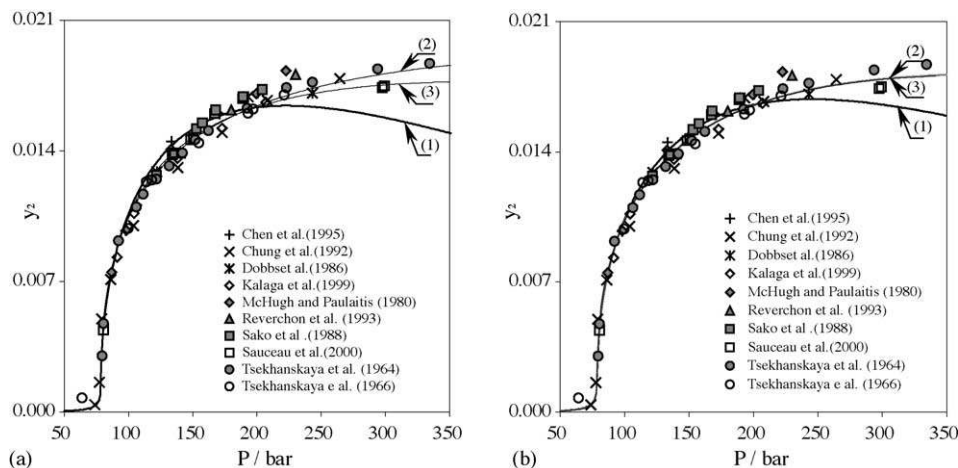 0.021
0.014
0.007
0.000
y₂
50 100 150 200 250 300 350
P / bar
(a)
(2)
(3)
(1)
Chen et al.(1995)
Chung et al.(1992)
Dobbset al.(1986)
Kalaga et al.(1999)
McHugh and Paulaitis (1980)
Reverchon et al. (1993)
Sako et al .(1988)
Sauceau et al.(2000)
Tsekhanskaya et al. (1964)
Tsekhanskaya e al. (1966)
0.021
0.014
0.007
0.000
y₂
50 100 150 200 250 300 350
P / bar
(b)
(2)
(3)
(1)
Chen et al.(1995)
Chung et al.(1992)
Dobbset al.(1986)
Kalaga et al.(1999)
McHugh and Paulaitis (1980)
Reverchon et al. (1993)
Sako et al .(1988)
Sauceau et al.(2000)
Tsekhanskaya et al. (1964)
Tsekhanskaya e al. (1966)